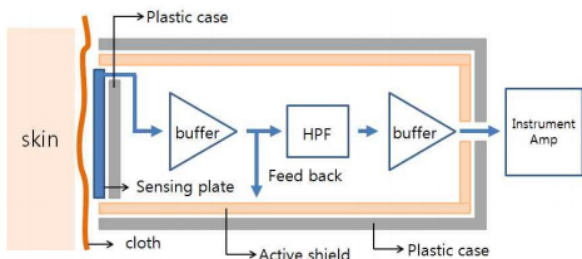 Plastic case
skin
buffer
HPF
buffer
Instrument
Amp
Feed back
Sensing plate
cloth
Active shield
Plastic case